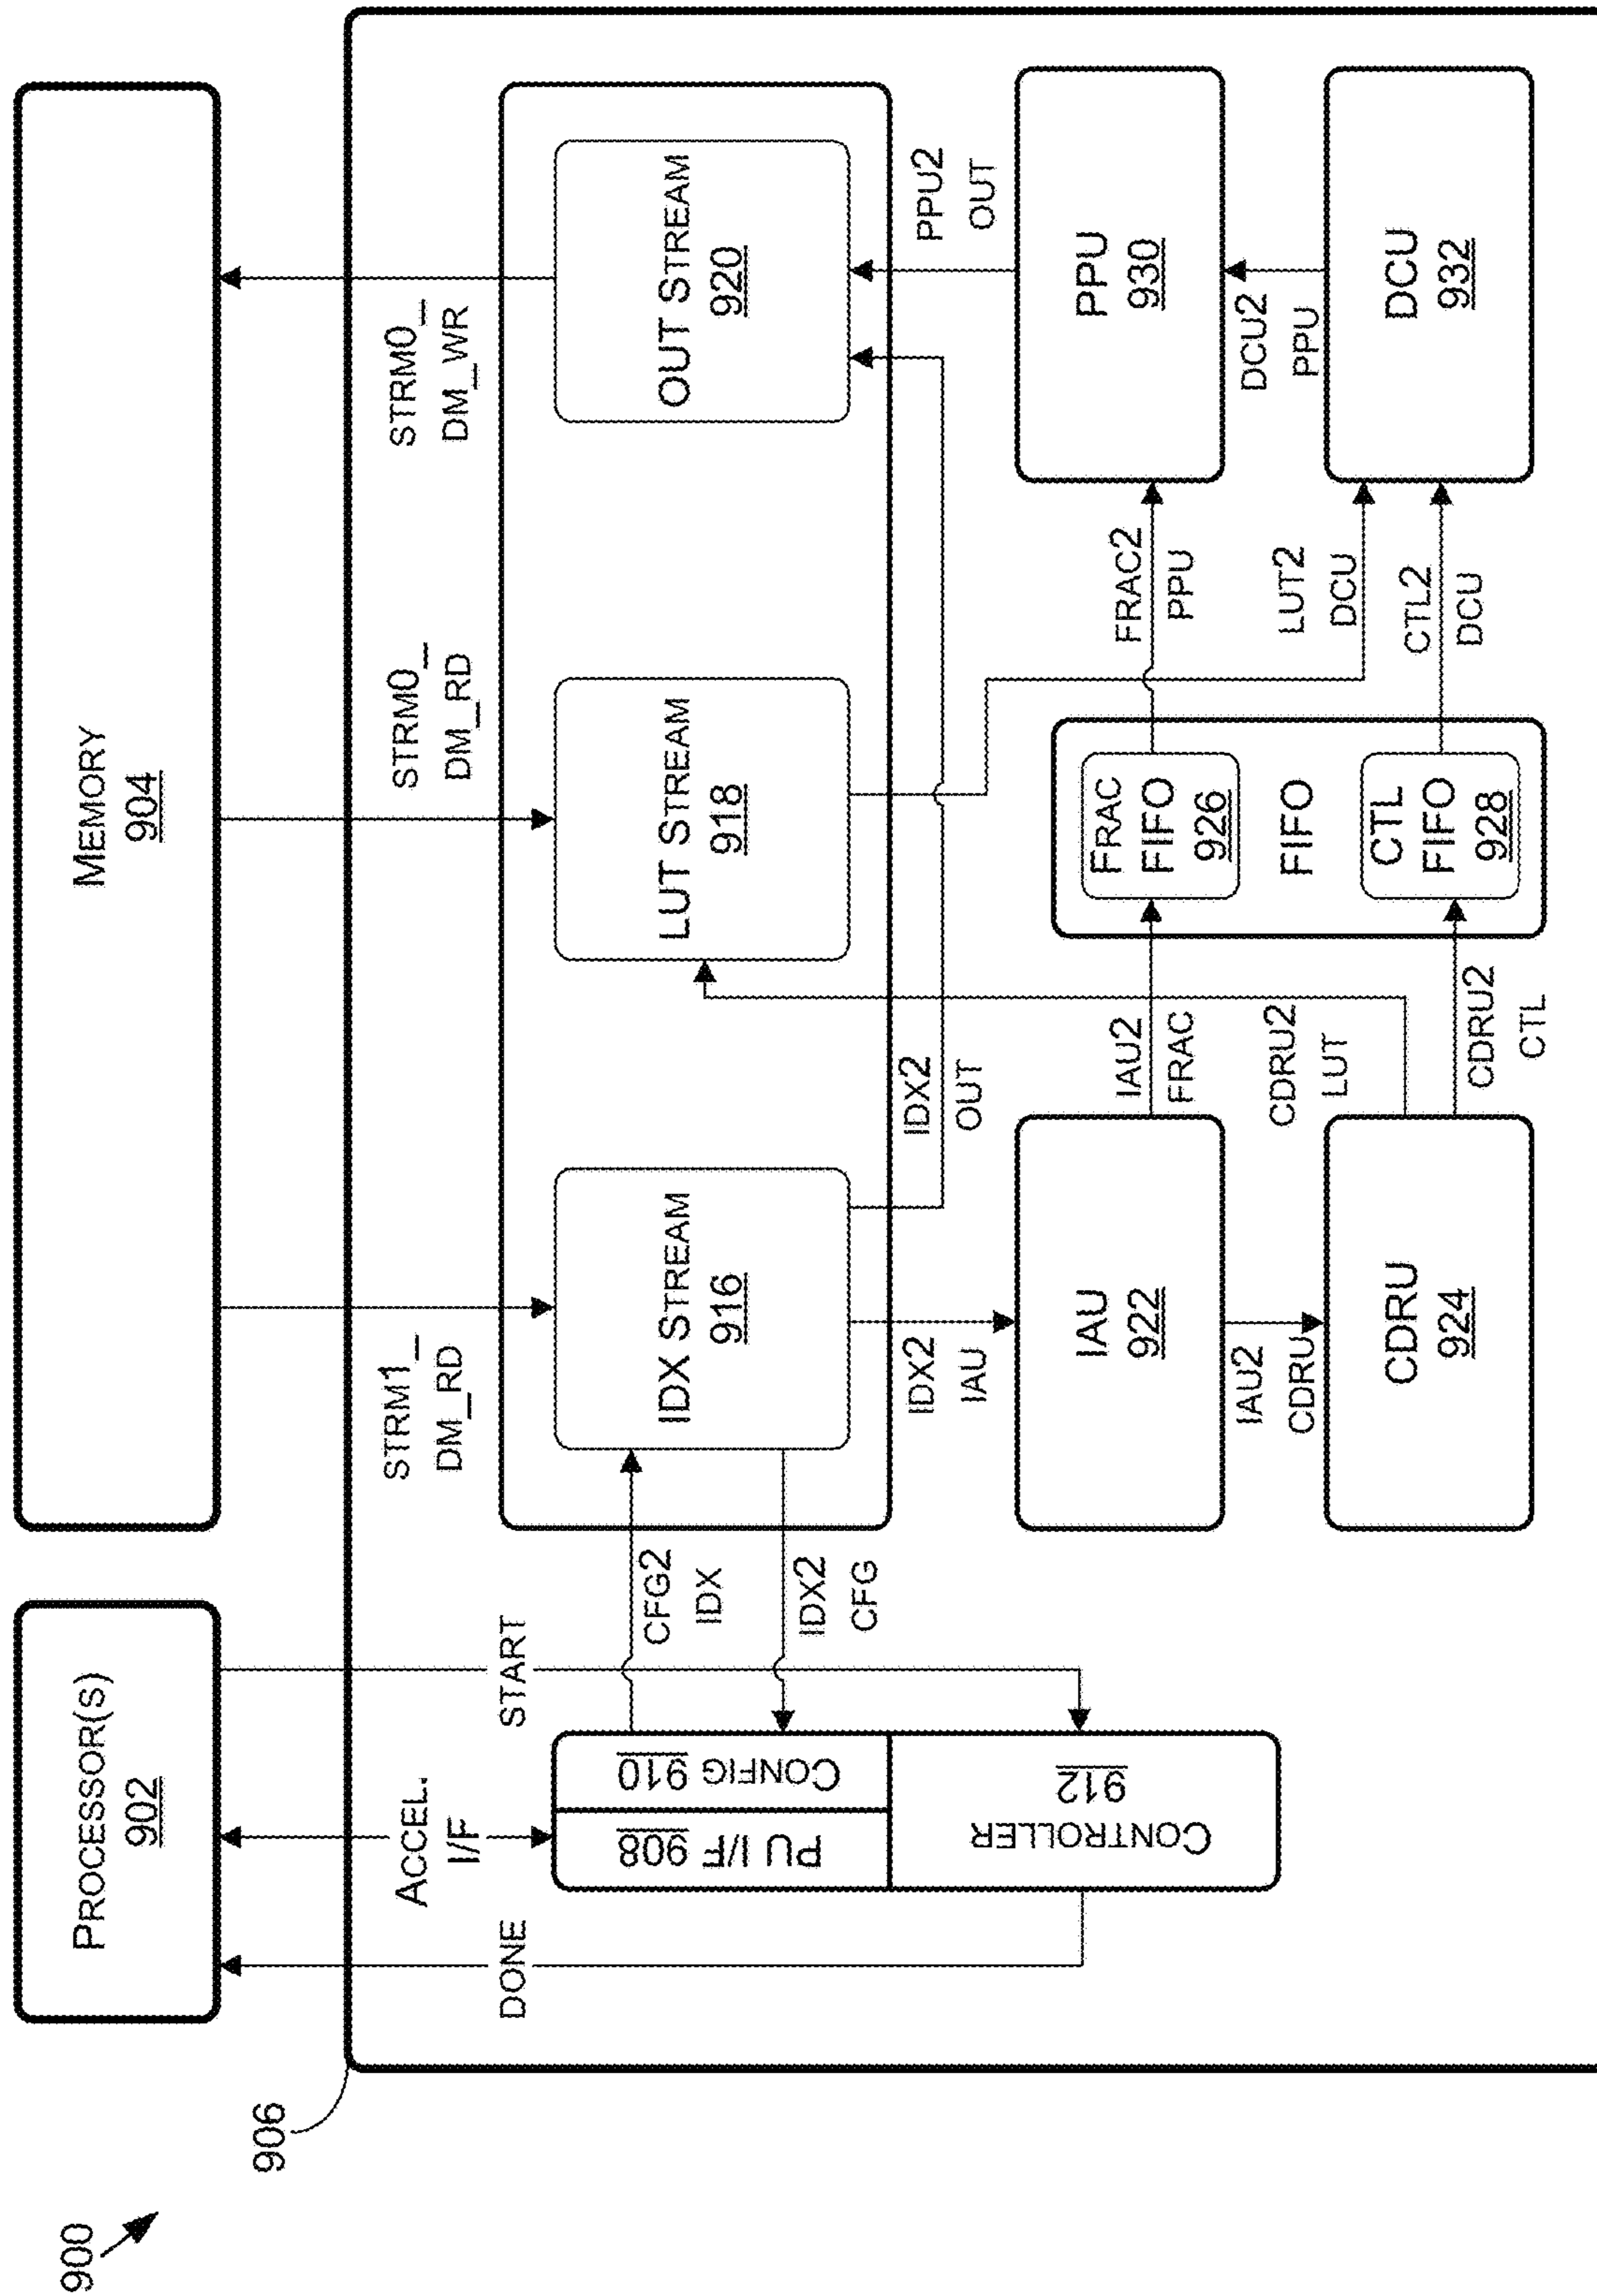 900
906
PROCESSOR(S)
902
MEMORY
904
DONE
ACCEL.
I/F
START
STRM1_
DM_RD
STRM0_
DM_RD
STRM0_
DM_WR
PU I/F 908
CONFIG 910
CONTROLLER
912
CFG2
IDX
IDX2
CFG
IDX STREAM
916
LUT STREAM
918
OUT STREAM
920
IDX2
IAU
IDX2
OUT
PPU2
OUT
IAU
922
IAU2
FRAC
FRAC
FIFO
926
FIFO
FRAC2
PPU
PPU
930
IAU2
CDRU
CDRU2
LUT
LUT2
DCU
DCU2
PPU
CDRU
924
CDRU2
CTL
CTL
FIFO
928
CTL2
DCU
DCU
932